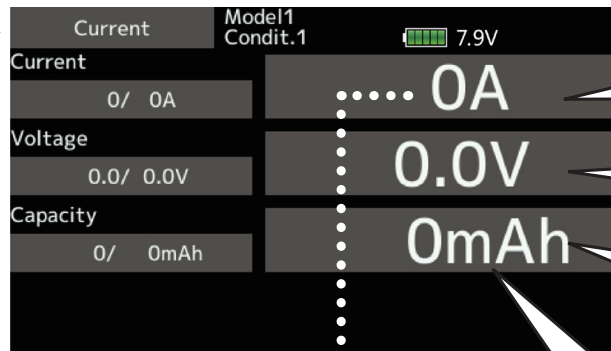 Current
Model1
Condit.1
7.9V
Current
0/ 0A
0A
Voltage
0.0/ 0.0V
0.0V
Capacity
0/ 0mAh
0mAh